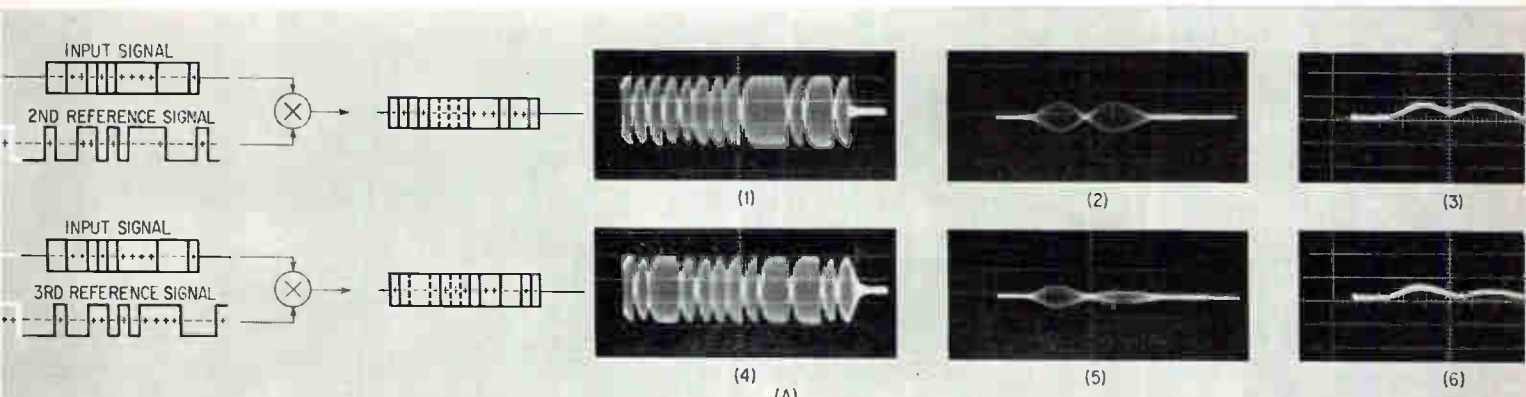 INPUT SIGNAL
2ND REFERENCE SIGNAL
(1)
(2)
(3)
INPUT SIGNAL
3RD REFERENCE SIGNAL
(4)
(5)
(6)
(A)